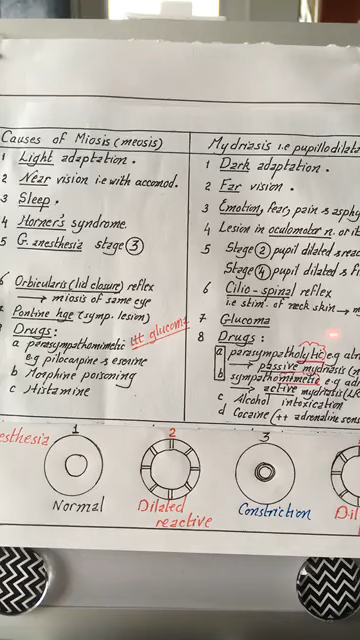 Causes of Miosis (meosis)
1 Light adaptation.
2 Near vision i.e with accomod.
3 Sleep.
4 Horner's syndrome
5 G. anesthesia stage 3
6 Orbicularis (lid closure) reflex
→ miosis of same eye
7 Pontine hge (symp. lesion)
8 Drugs:
ttt glucoma
a parasympathomimetic
e.g pilocarpine & eserine
b Morphine poisoning
c Histamine
Mydriasis i.e pupillodilata
1 Dark adaptation.
2 Far vision.
3 Emotion, fear, pain & asphy
4 Lesion in oculomotor n. or it
5 Stage 2 pupil dilated & reac
Stage 4 pupil dilated & f
6 Cilio-spinal reflex
i.e stim. of neck skin → m
7 Glucoma
8 Drugs:
a parasympatholytic e.g atr
→ passive mydriasis
b sympathomimetic e.g ad
→ active mydriasis
c Alcohol intoxication
d Cocaine (++ adrenaline sens
esthesia
1
Normal
2
Dilated
reactive
3
Constriction
Dil